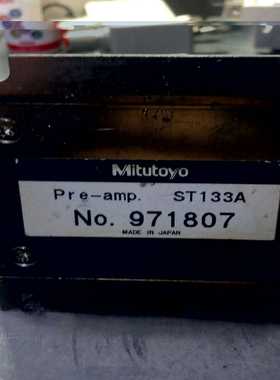 Mitutoyo
Pre-amp. ST133A
No. 971807
MADE IN JAPAN